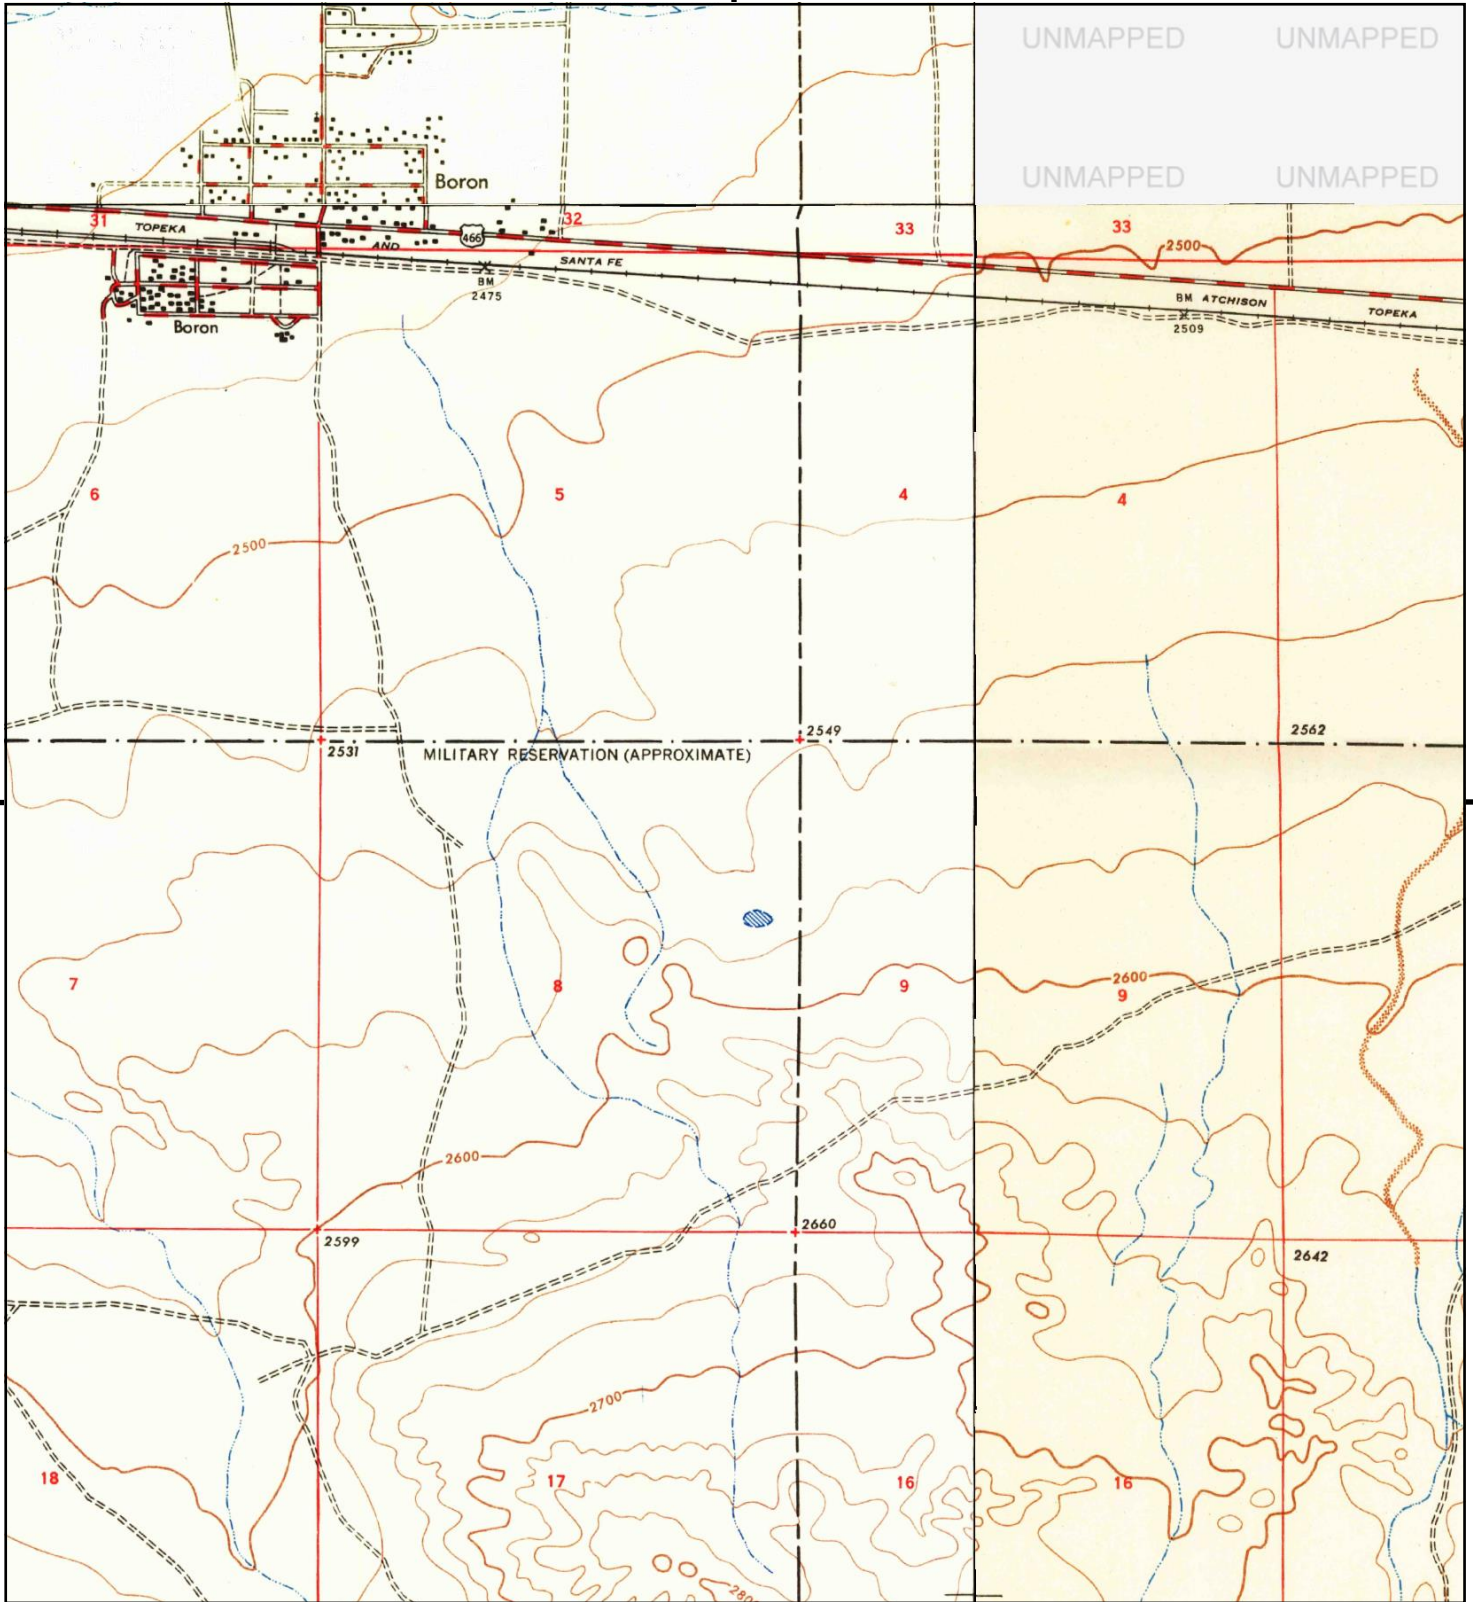 UNMAPPED UNMAPPED
UNMAPPED UNMAPPED
Boron
31 TOPEKA AND 466 32 33 33
SANTA FE 2500
BM
2475
BM ATCHISON TOPEKA
2509
Boron
6 5 4 4
2500
2531 MILITARY RESERVATION (APPROXIMATE) 2549 2562
7 8 9 2600
9
2600
2599 2660 2642
2700
18 17 16 16
280